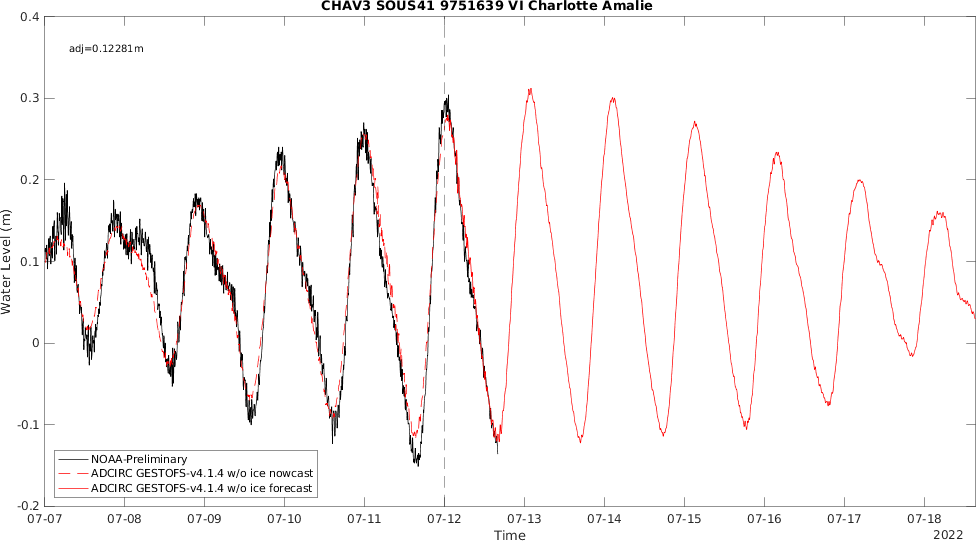 CHAV3 SOUS41 9751639 VI Charlotte Amalie
adj=0.12281m
0.4
0.3
0.2
0.1
0
-0.1
-0.2
Water Level (m)
NOAA-Preliminary
ADCIRC GESTOFS-v4.1.4 w/o ice nowcast
ADCIRC GESTOFS-v4.1.4 w/o ice forecast
07-07 07-08 07-09 07-10 07-11 07-12 07-13 07-14 07-15 07-16 07-17 07-18
Time
2022